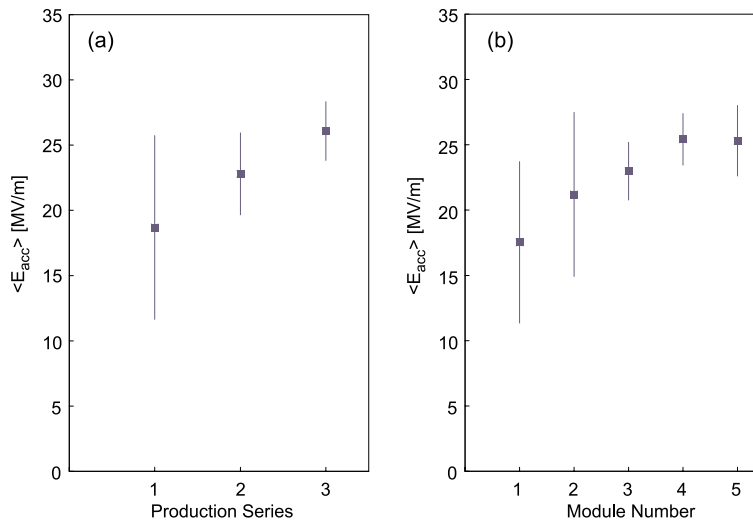 (a)
35
30
25
20
15
10
5
0
<E_acc> [MV/m]
1 2 3
Production Series
(b)
35
30
25
20
15
10
5
0
<E_acc> [MV/m]
1 2 3 4 5
Module Number